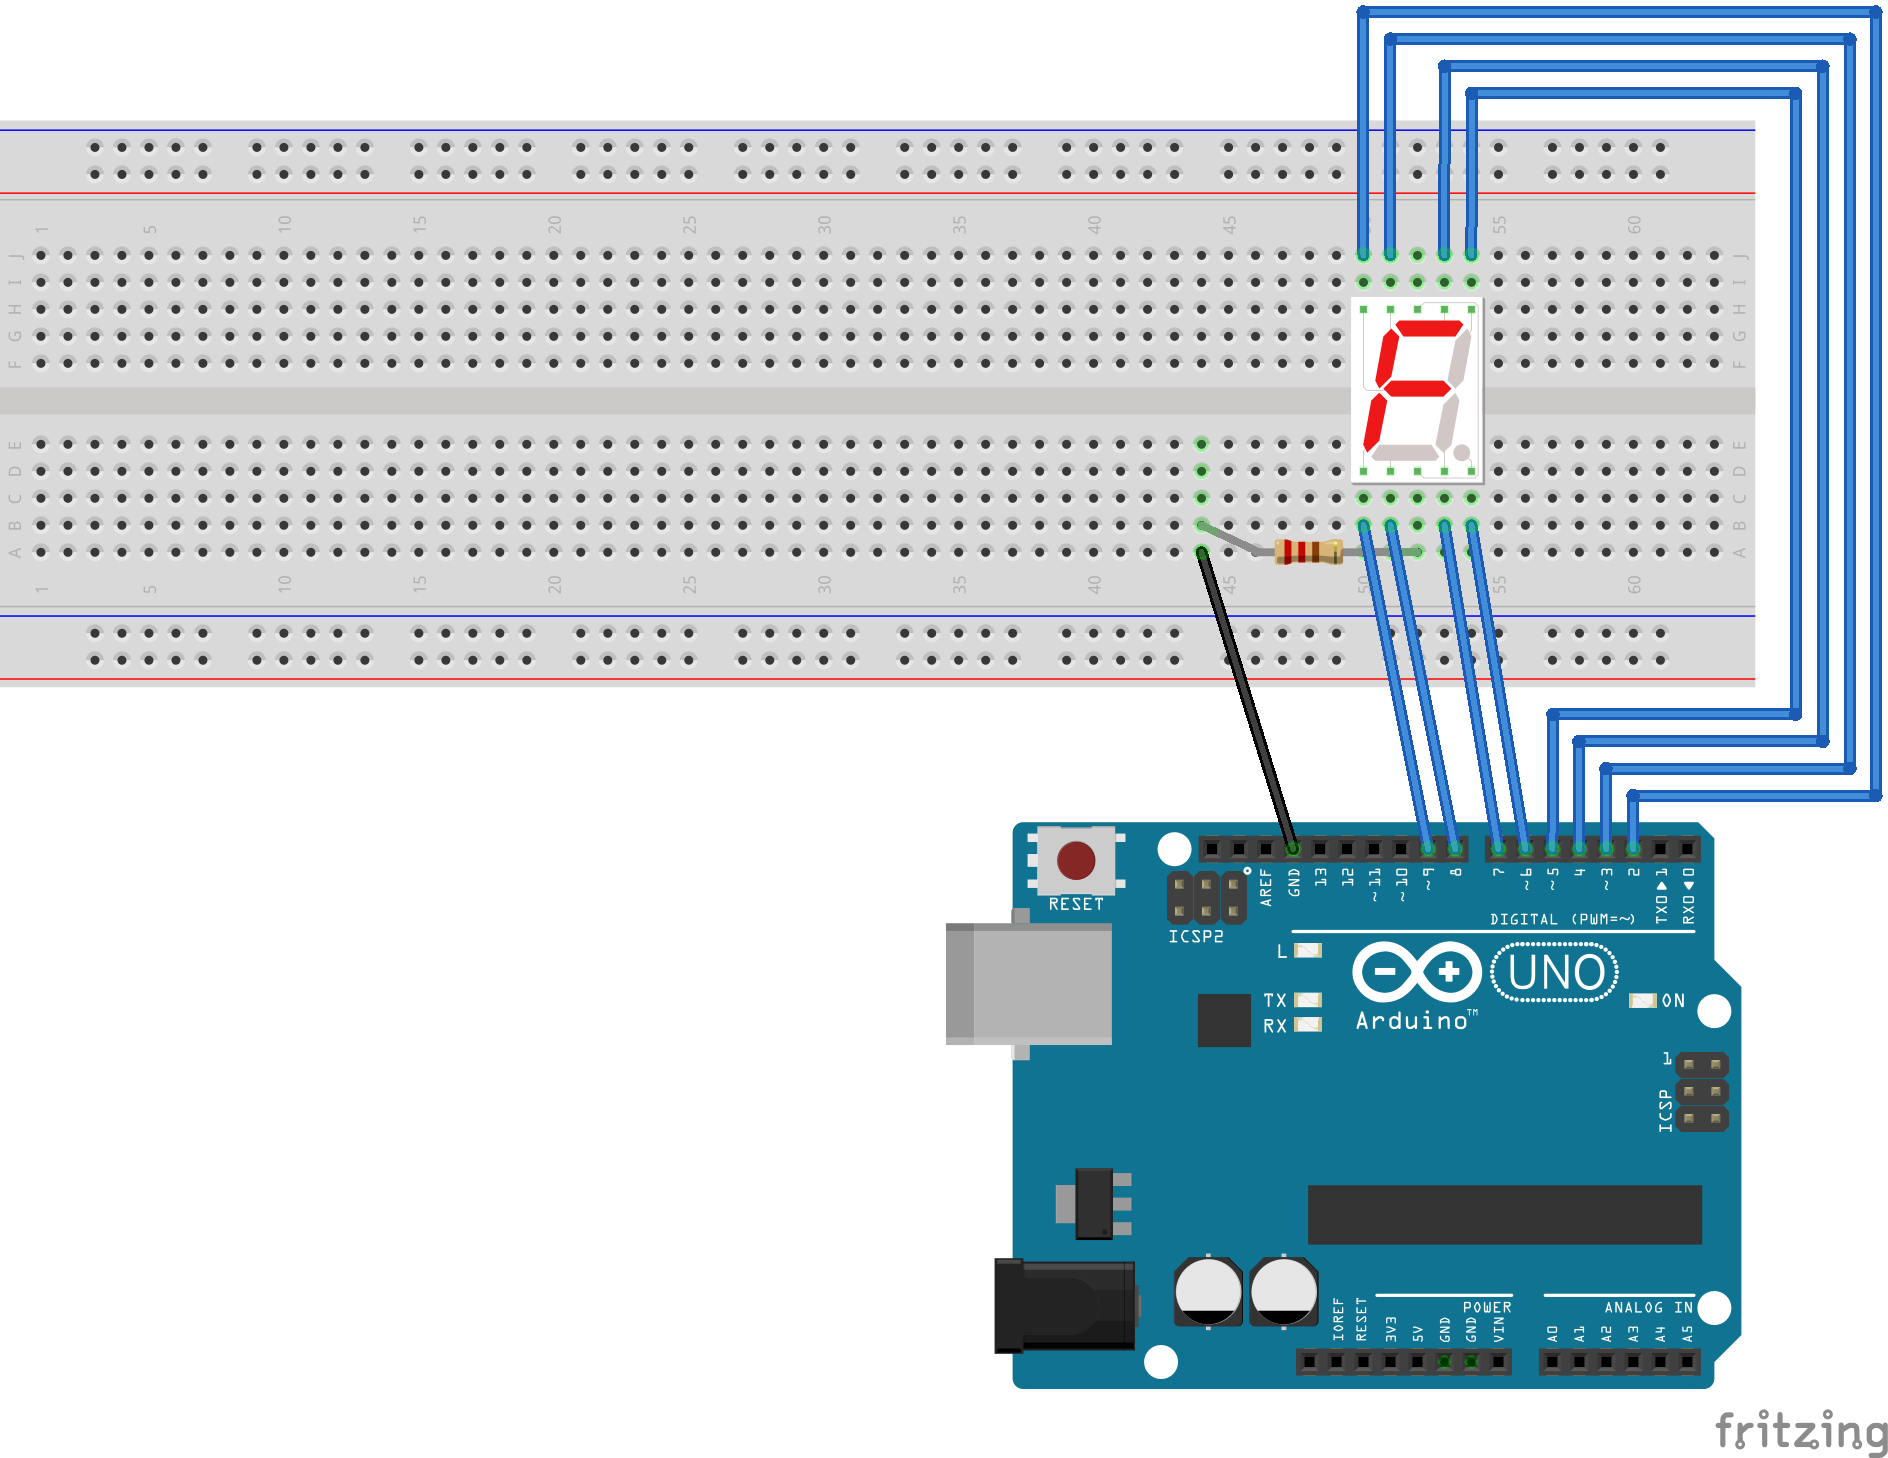 1 5 10 15 20 25 30 35 40 45 55 60
J J
I I
H H
G G
F F
E E
D D
C C
B B
A A
1 5 10 15 20 25 30 35 40 45 50 55 60
RESET
ICSP2
AREF GND 13 12 ~11 ~10 ~9 8 7 ~6 ~5 4 ~3 2 TX0▶1 RX0◀0
DIGITAL (PWM=~)
L
TX
RX
UNO
Arduino™
ON
1
ICSP
POWER
ANALOG IN
IOREF RESET 3V3 5V GND GND VIN A0 A1 A2 A3 A4 A5
fritzing